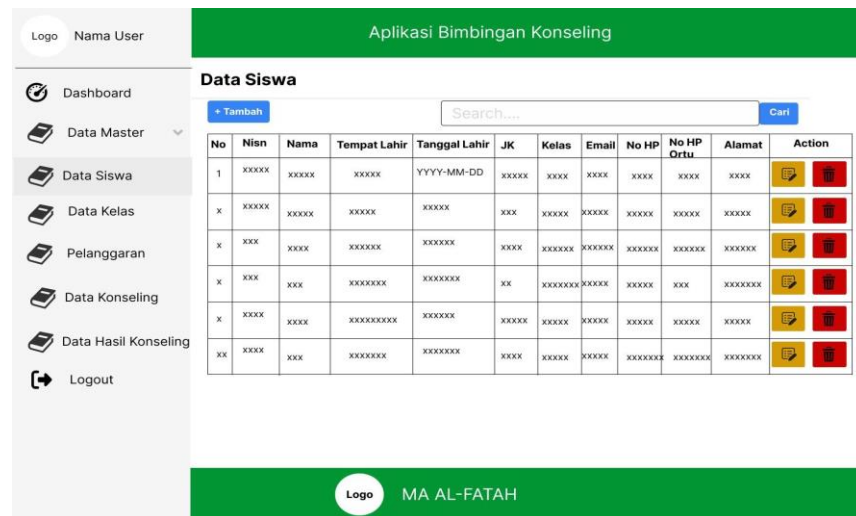 Logo Nama User
Aplikasi Bimbingan Konseling
Dashboard
Data Master
Data Siswa
Data Kelas
Pelanggaran
Data Konseling
Data Hasil Konseling
Logout
Data Siswa
+ Tambah Search.... Cari
No Nisn Nama Tempat Lahir Tanggal Lahir JK Kelas Email No HP No HP Ortu Alamat Action
1 xxxxx xxxxx xxxxx YYYY-MM-DD xxxxx xxxx xxxx xxxx xxxx xxxx
x xxxxx xxxxx xxxxx xxxxx xxx xxxxx xxxxx xxxxx xxxxx xxxxx
x xxx xxxx xxxxxx xxxxxx xxxx xxxxxx xxxxxx xxxxxx xxxxxx xxxxxx
x xxx xxx xxxxxxx xxxxxxx xx xxxxxxx xxxxx xxxxx xxx xxxxxxx
x xxxx xxxx xxxxxxxxx xxxxxx xxxxx xxxxx xxxxx xxxxx xxxxx xxxxx
xx xxxx xxx xxxxxxx xxxxxxx xxxx xxxxx xxxxx xxxxxxx xxxxxxx xxxxxxx
Logo MA AL-FATAH